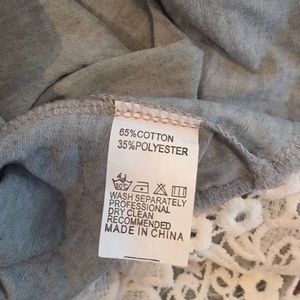 65%COTTON
35%POLYESTER
WASH SEPARATELY
PROFESSIONAL
DRY CLEAN
RECOMMENDED
MADE IN CHINA